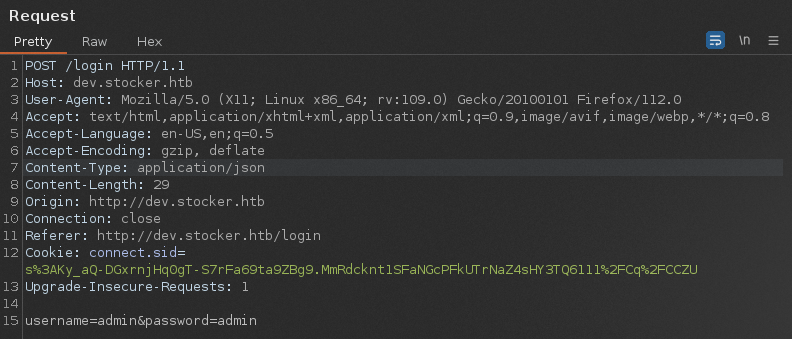 Request
Pretty Raw Hex \n
1 POST /login HTTP/1.1
2 Host: dev.stocker.htb
3 User-Agent: Mozilla/5.0 (X11; Linux x86_64; rv:109.0) Gecko/20100101 Firefox/112.0
4 Accept: text/html,application/xhtml+xml,application/xml;q=0.9,image/avif,image/webp,*/*;q=0.8
5 Accept-Language: en-US,en;q=0.5
6 Accept-Encoding: gzip, deflate
7 Content-Type: application/json
8 Content-Length: 29
9 Origin: http://dev.stocker.htb
10 Connection: close
11 Referer: http://dev.stocker.htb/login
12 Cookie: connect.sid=
s%3AKy_aQ-DGxrnjHqOgT-S7rFa69ta9ZBg9.MmRdcknt1SFaNGcPFkUTrNaZ4sHY3TQ6lll%2FCq%2FCCZU
13 Upgrade-Insecure-Requests: 1
14
15 username=admin&password=admin